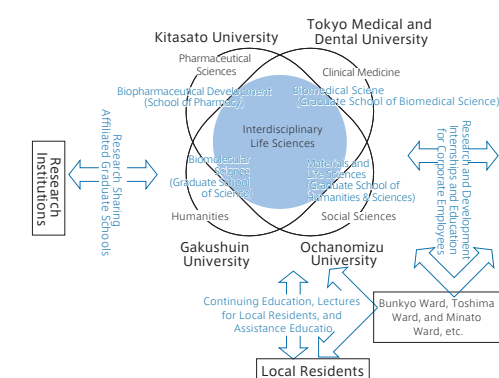 Kitasato University
Tokyo Medical and
Dental University
Pharmaceutical
Sciences
Clinical Medicine
Biopharmaceutical Development
(School of Pharmacy)
Biomedical Sciene
(Graduate School of Biomedical Science)
Interdisciplinary
Life Sciences
Biomolecular
Science
(Graduate School
of Science)
Materials and
Life Sciences
(Graduate School of
Humanities & Sciences)
Humanities
Social Sciences
Gakushuin
University
Ochanomizu
University
Research
Institutions
Research Sharing
Affiliated Graduate Schools
Research and Development
Internships and Education
for Corporate Employees
Continuing Education, Lectures
for Local Residents, and
Assistance Educatio
Bunkyo Ward, Toshima
Ward, and Minato
Ward, etc.
Local Residents